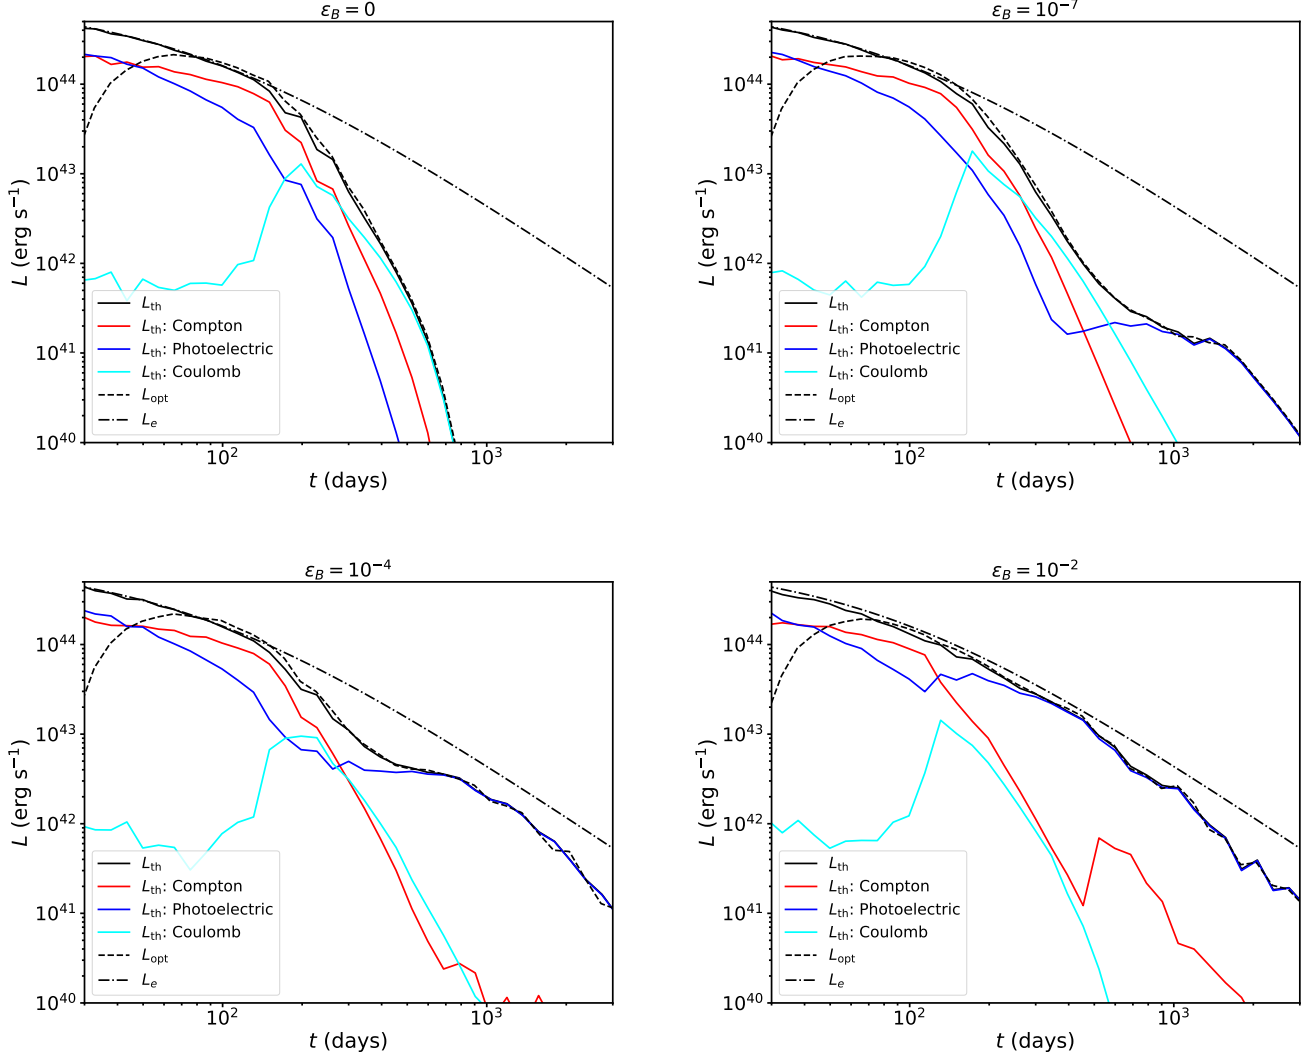 ε_B = 0
10^44
10^43
10^42
10^41
10^40
L (erg s^−1)
L_th
L_th: Compton
L_th: Photoelectric
L_th: Coulomb
L_opt
L_e
10^2
10^3
t (days)
ε_B = 10^−7
10^44
10^43
10^42
10^41
10^40
L (erg s^−1)
L_th
L_th: Compton
L_th: Photoelectric
L_th: Coulomb
L_opt
L_e
10^2
10^3
t (days)
ε_B = 10^−4
10^44
10^43
10^42
10^41
10^40
L (erg s^−1)
L_th
L_th: Compton
L_th: Photoelectric
L_th: Coulomb
L_opt
L_e
10^2
10^3
t (days)
ε_B = 10^−2
10^44
10^43
10^42
10^41
10^40
L (erg s^−1)
L_th
L_th: Compton
L_th: Photoelectric
L_th: Coulomb
L_opt
L_e
10^2
10^3
t (days)